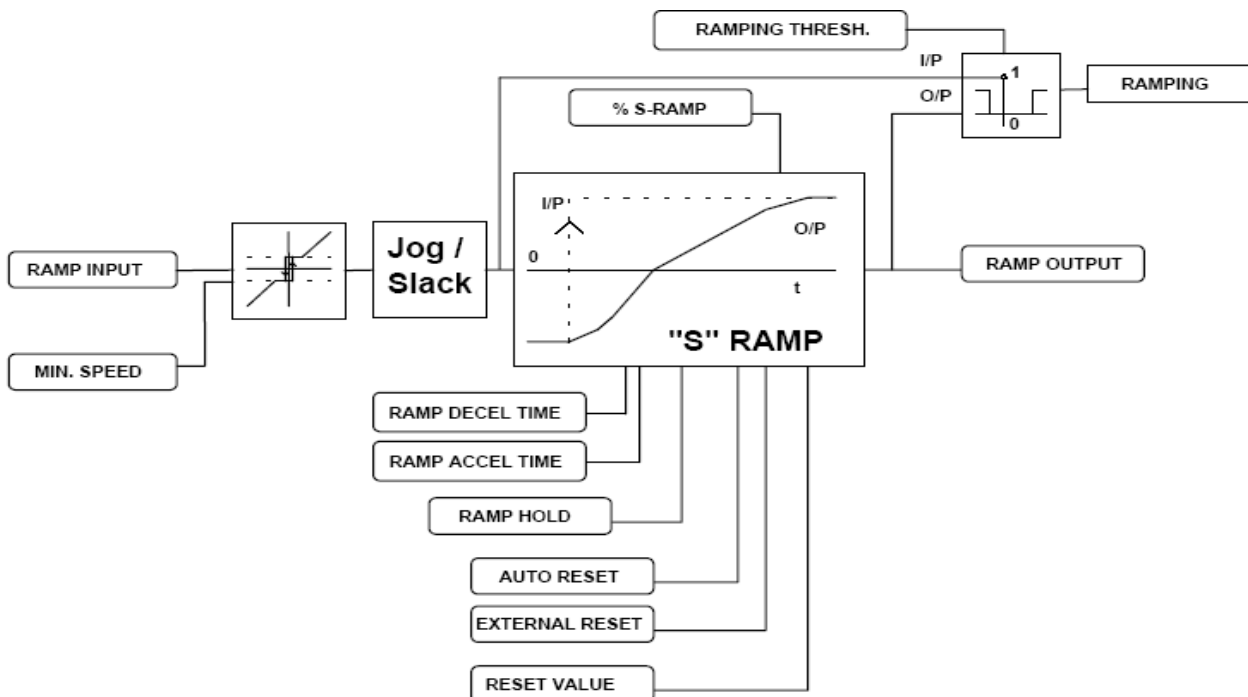 RAMPING THRESH.
I/P
1
O/P
0
RAMPING
% S-RAMP
I/P
O/P
0
t
"S" RAMP
Jog /
Slack
RAMP INPUT
MIN. SPEED
RAMP OUTPUT
RAMP DECEL TIME
RAMP ACCEL TIME
RAMP HOLD
AUTO RESET
EXTERNAL RESET
RESET VALUE